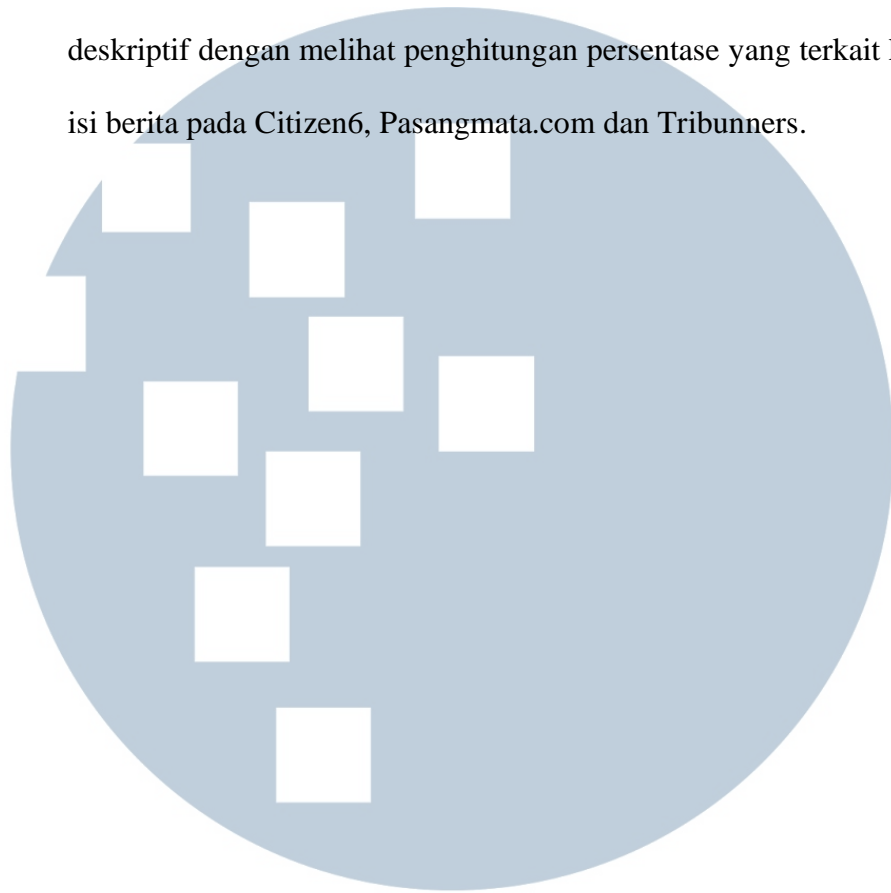 deskriptif dengan melihat penghitungan persentase yang terkait
isi berita pada Citizen6, Pasangmata.com dan Tribunners.